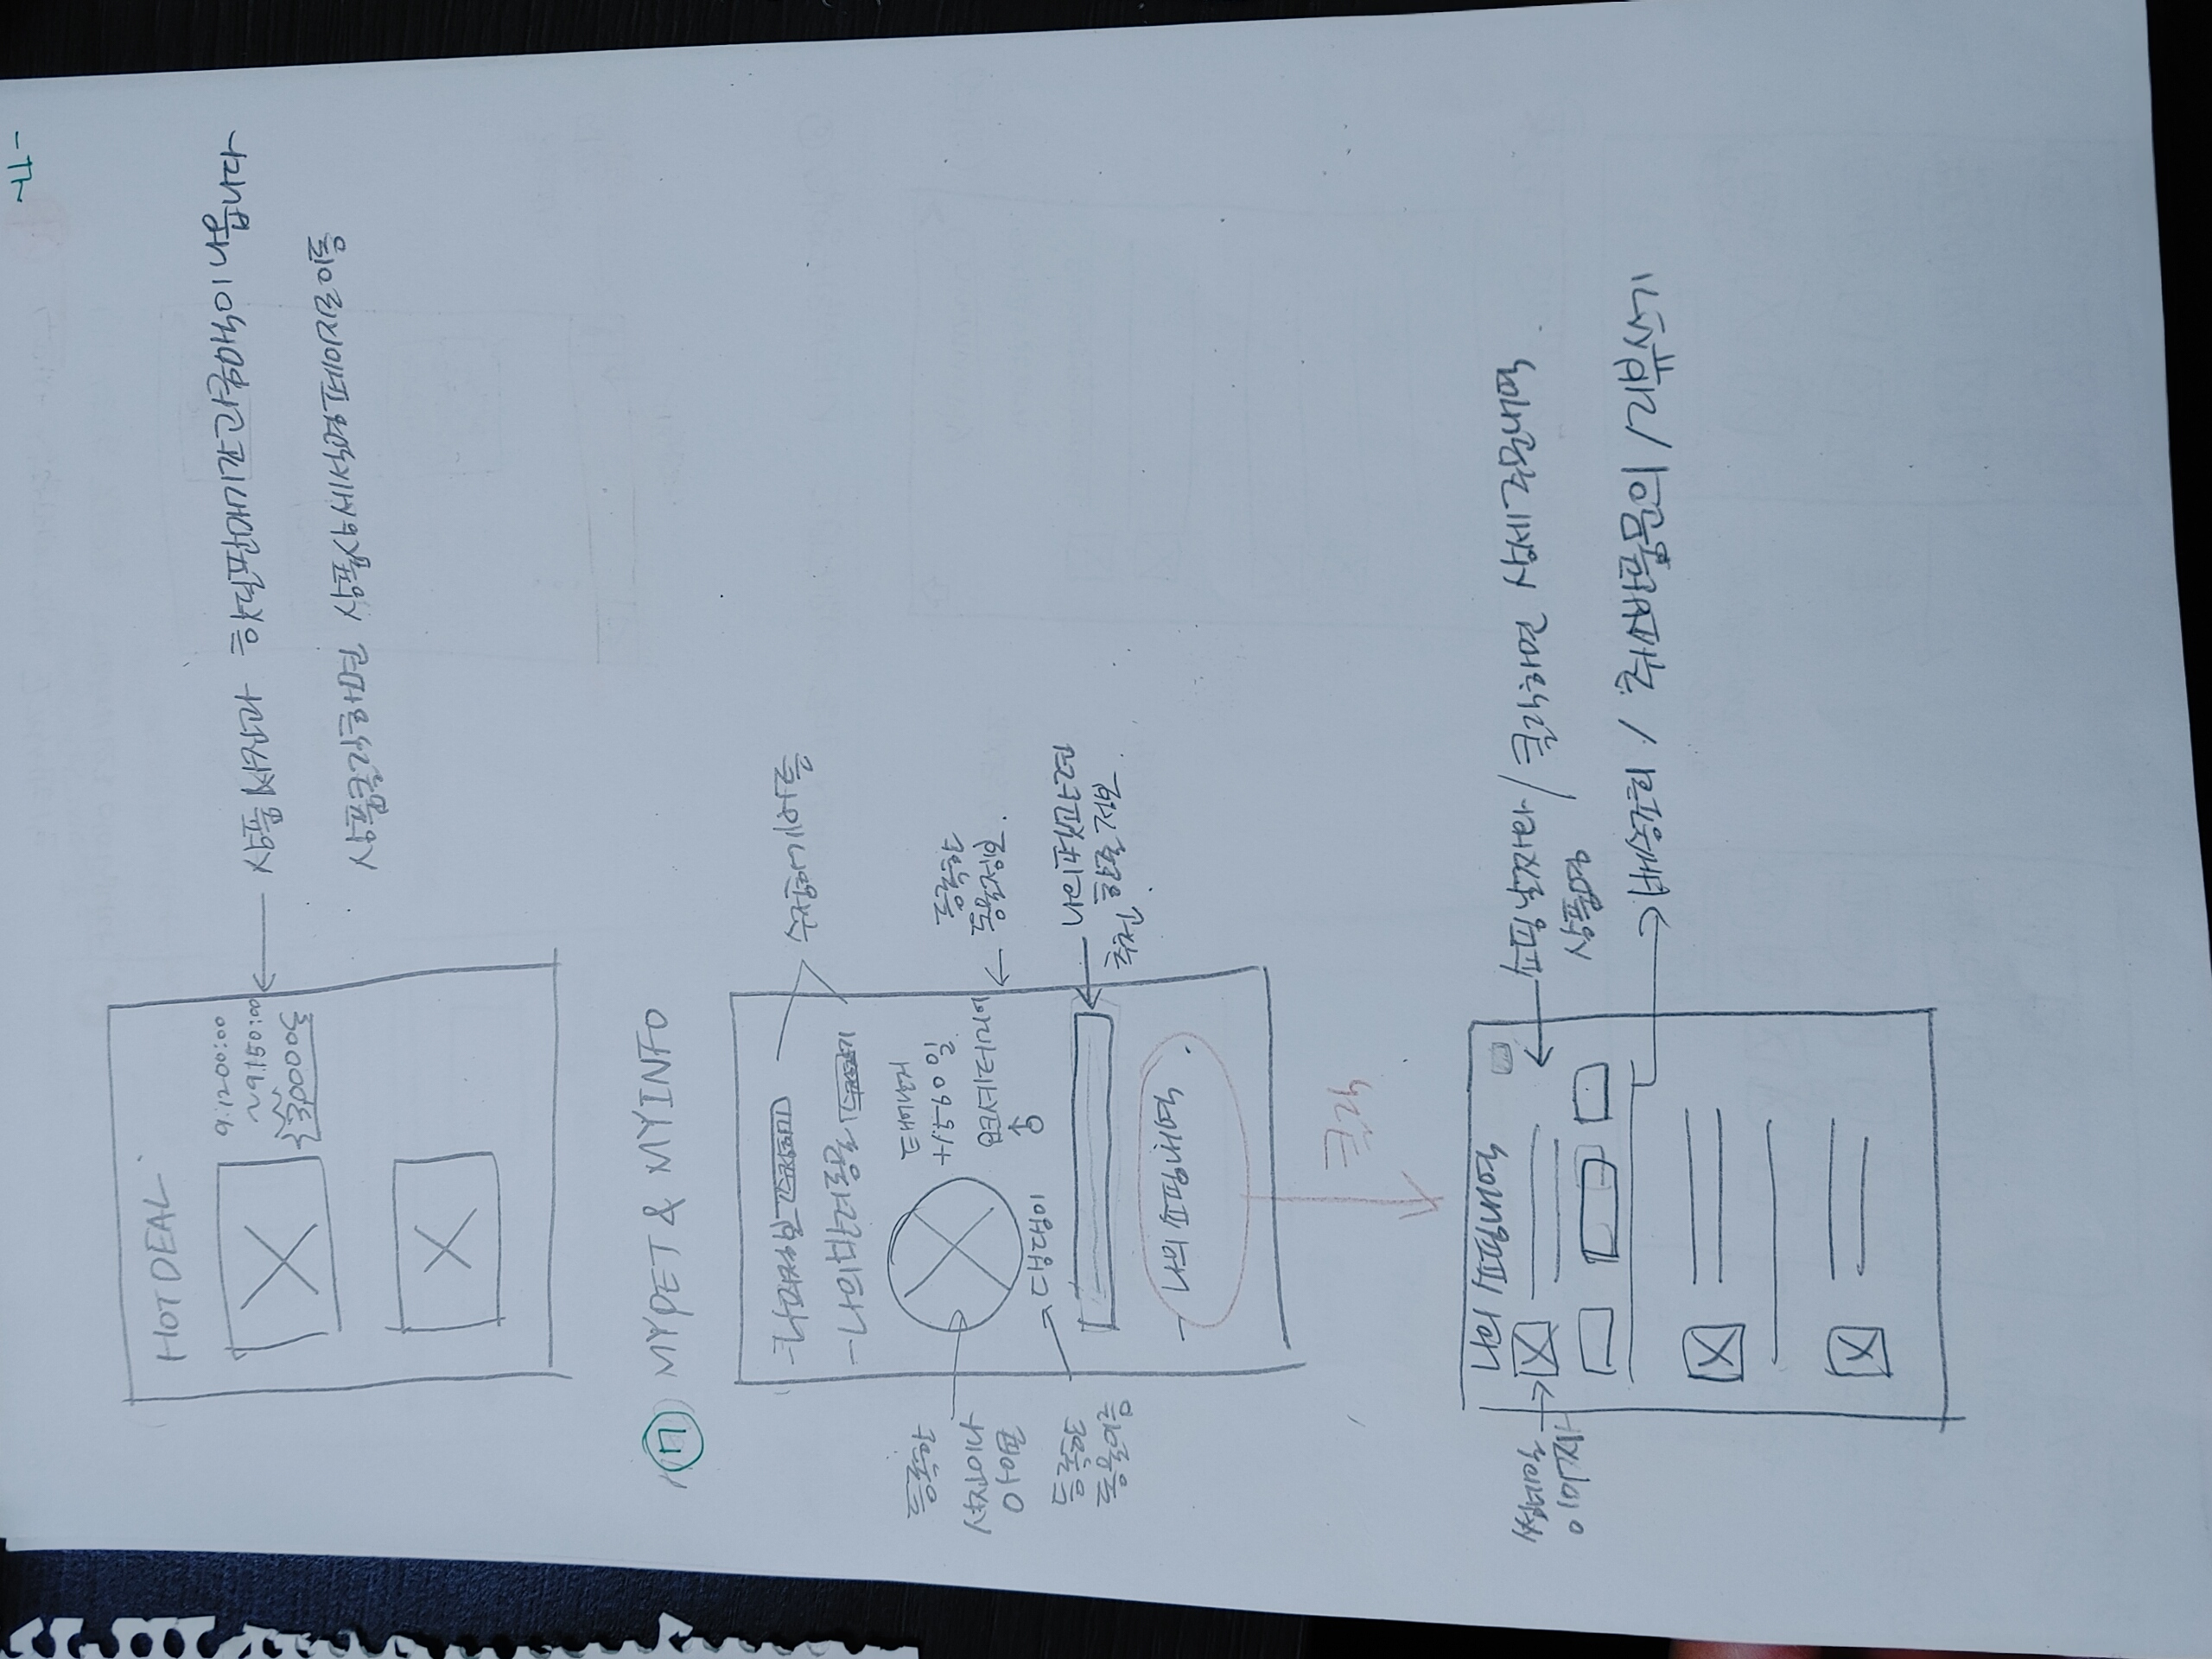 -4-
HOT DEAL
9.12 00:00
~9.15 0:00
30000원
상품사진과 핫딜판매기간과금액이 나옵니다
상품클릭하면 상품상세설명페이지로이동
7 MYPET & MYINFO
-나의정보 수정하기
수정하기버튼
-나의반려동물 수정하기
등록한
사진이나
아이콘
태어난지
+1560일
요크셰테리어
등록한
동물정보.
댕댕이
등록한
동물이름
나의펫관련
추천 한줄정보
- 나의쇼핑내역
클릭
나의쇼핑내역
썸네일
이미지
쇼핑날짜와 / 클릭하면 상세주문내역
상품명
배송조회 / 취소반품문의 /리뷰쓰기